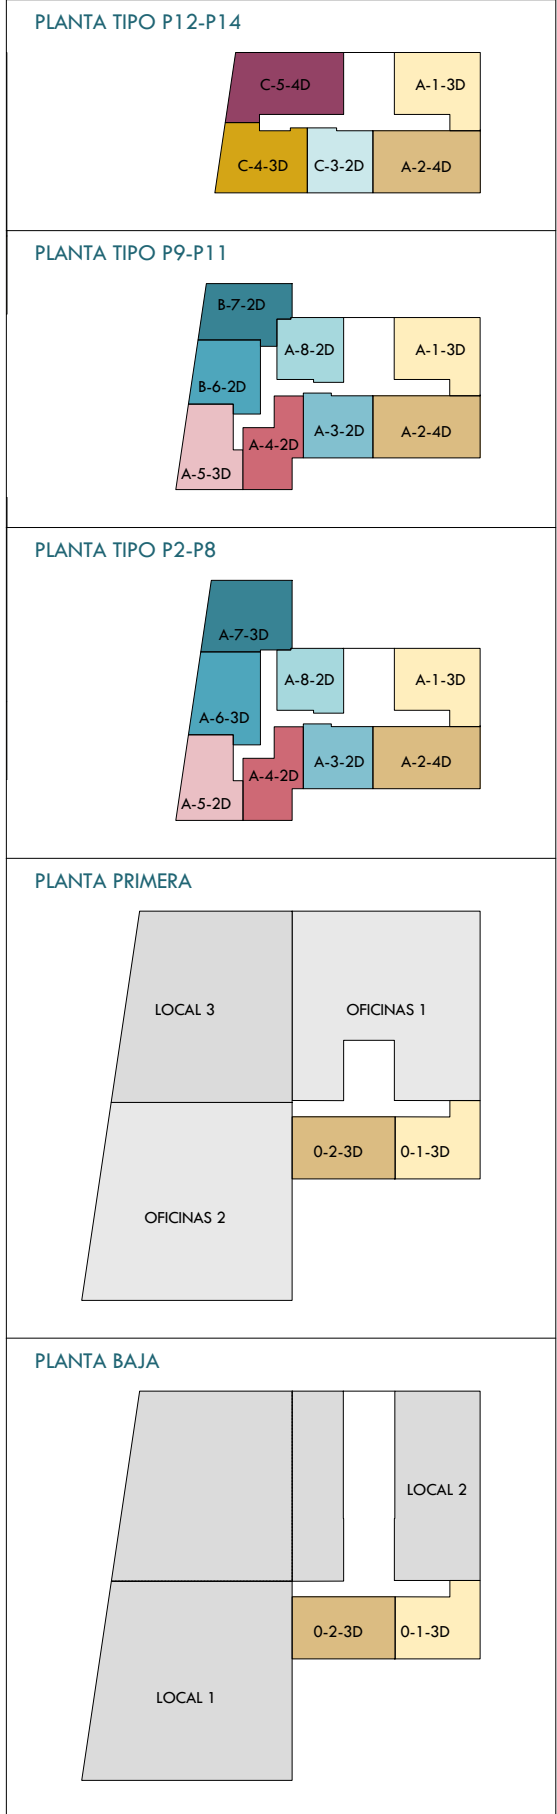 PLANTA TIPO P12-P14
C-5-4D
A-1-3D
C-4-3D
C-3-2D
A-2-4D
PLANTA TIPO P9-P11
B-7-2D
A-8-2D
A-1-3D
B-6-2D
A-3-2D
A-2-4D
A-4-2D
A-5-3D
PLANTA TIPO P2-P8
A-7-3D
A-8-2D
A-1-3D
A-6-3D
A-3-2D
A-2-4D
A-4-2D
A-5-2D
PLANTA PRIMERA
LOCAL 3
OFICINAS 1
0-2-3D
0-1-3D
OFICINAS 2
PLANTA BAJA
LOCAL 2
0-2-3D
0-1-3D
LOCAL 1